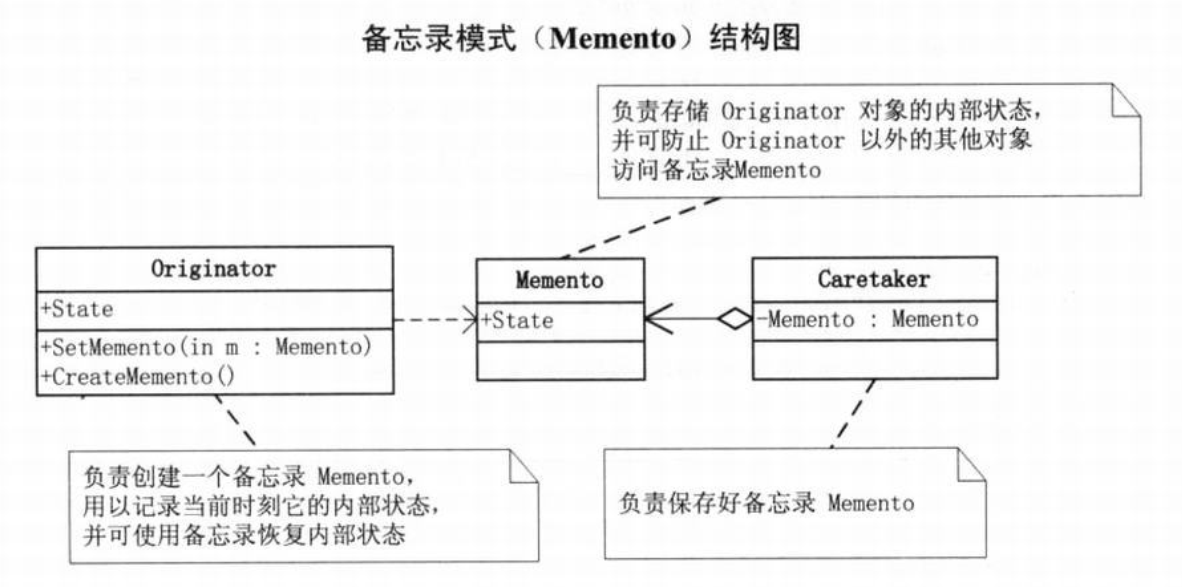 备忘录模式（Memento）结构图
负责存储 Originator 对象的内部状态，
并可防止 Originator 以外的其他对象
访问备忘录Memento
Originator
+State
+SetMemento(in m : Memento)
+CreateMemento()
Memento
+State
Caretaker
-Memento : Memento
负责创建一个备忘录 Memento，
用以记录当前时刻它的内部状态，
并可使用备忘录恢复内部状态
负责保存好备忘录 Memento